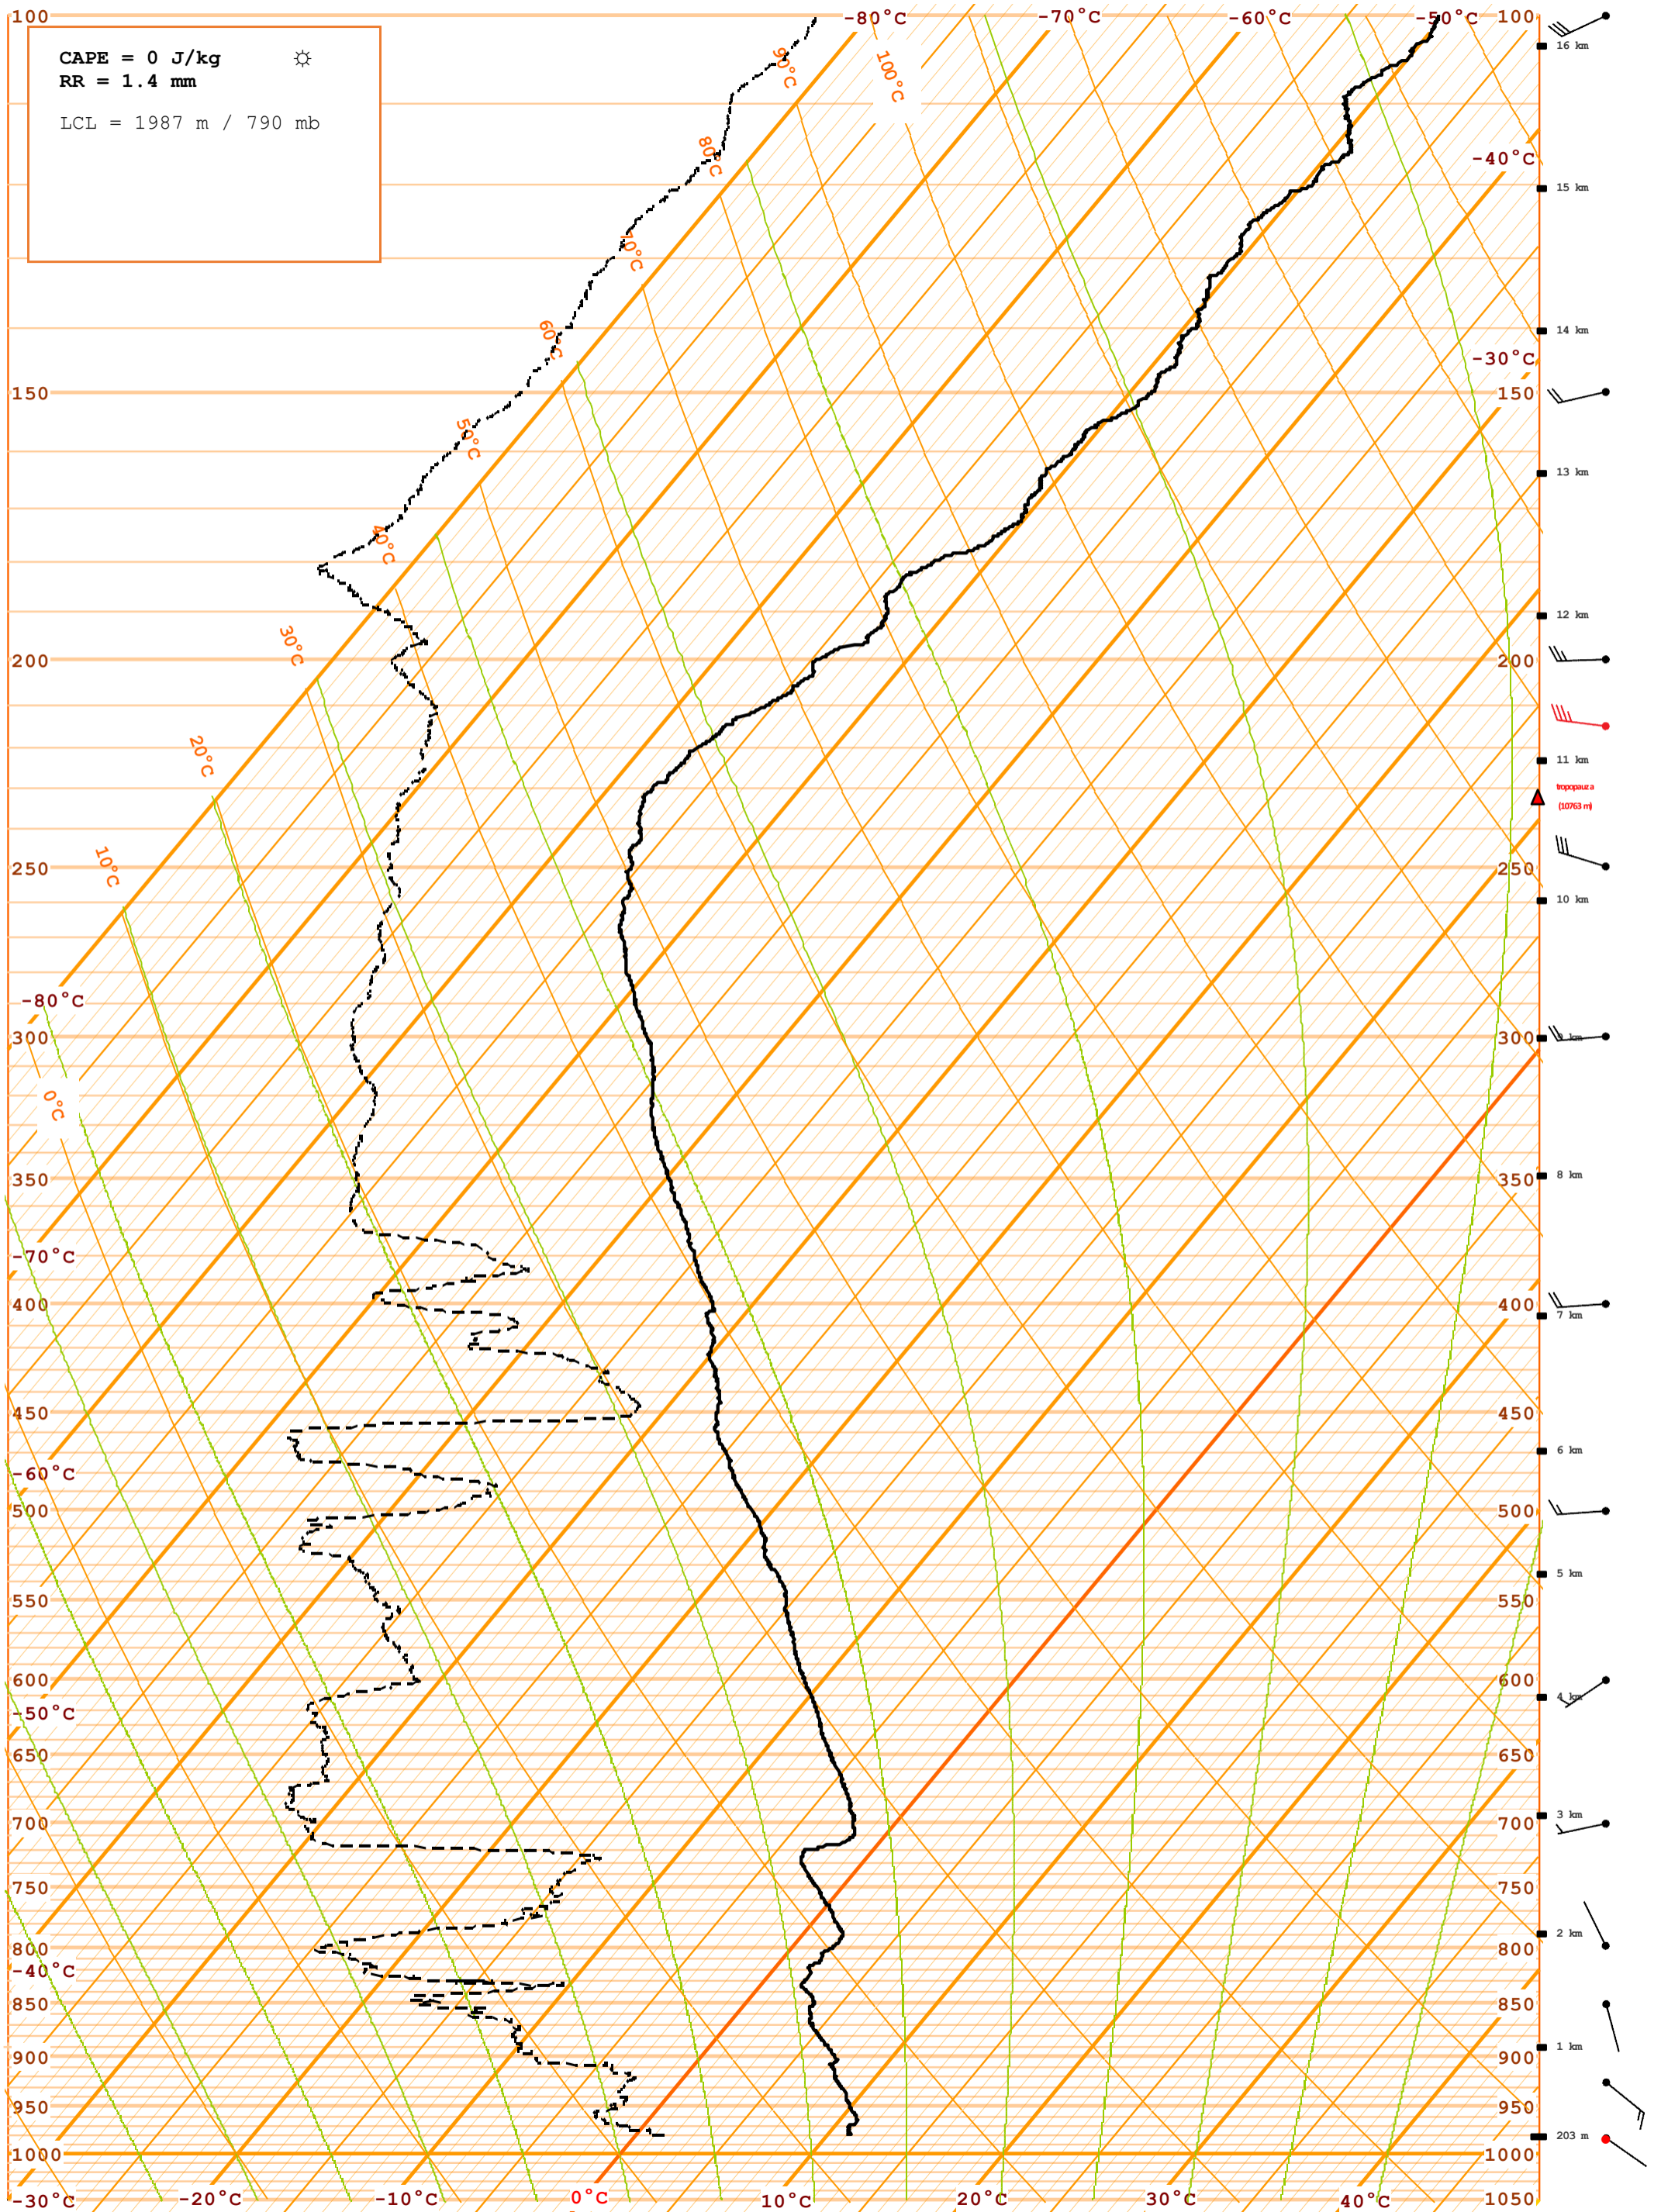 100
-80°C
-70°C
-60°C
-50°C
100
16 km
CAPE = 0 J/kg ☼
RR = 1.4 mm
LCL = 1987 m / 790 mb
90°C
100°C
80°C
-40°C
15 km
70°C
60°C
14 km
-30°C
150
150
50°C
13 km
40°C
12 km
30°C
200
200
20°C
11 km
tropopauza
(10763 m)
10°C
250
250
10 km
-80°C
300
300
9 km
0°C
350
350
8 km
-70°C
400
400
7 km
450
450
6 km
-60°C
500
500
5 km
550
550
600
600
4 km
-50°C
650
650
3 km
700
700
750
750
2 km
800
800
-40°C
850
850
1 km
900
900
950
950
203 m
1000
1000
-30°C
-20°C
-10°C
0°C
10°C
20°C
30°C
40°C
1050